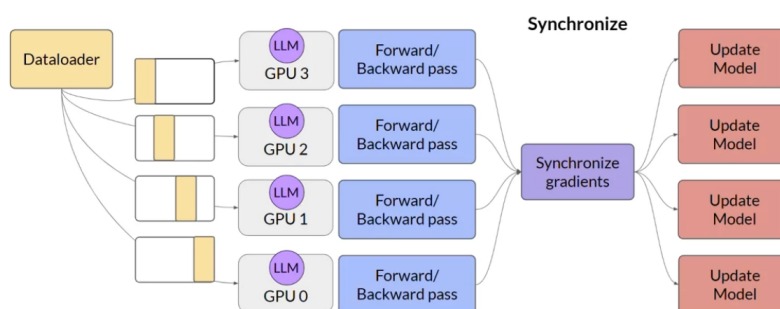 Synchronize
Dataloader
LLM
GPU 3
Forward/
Backward pass
Update
Model
LLM
GPU 2
Forward/
Backward pass
Update
Model
Synchronize
gradients
LLM
GPU 1
Forward/
Backward pass
Update
Model
LLM
GPU 0
Forward/
Backward pass
Update
Model